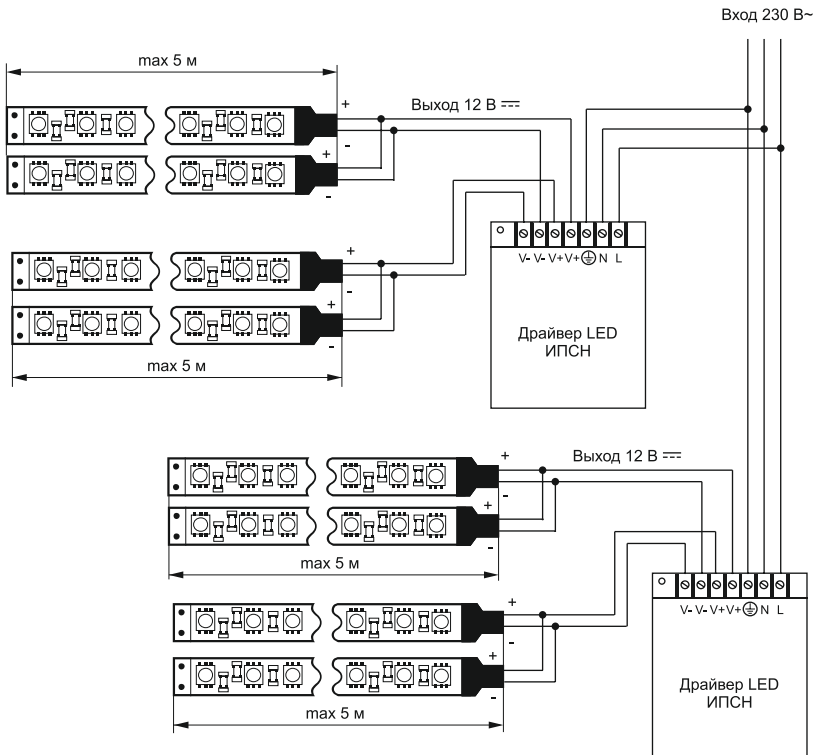 Вход 230 В~
max 5 м
+
Выход 12 В
-
+
-
+
V- V- V+ V+ N L
-
+
Драйвер LED
ИПСН
-
max 5 м
+
Выход 12 В
-
+
-
max 5 м
+
V- V- V+ V+ N L
-
+
Драйвер LED
ИПСН
-
max 5 м